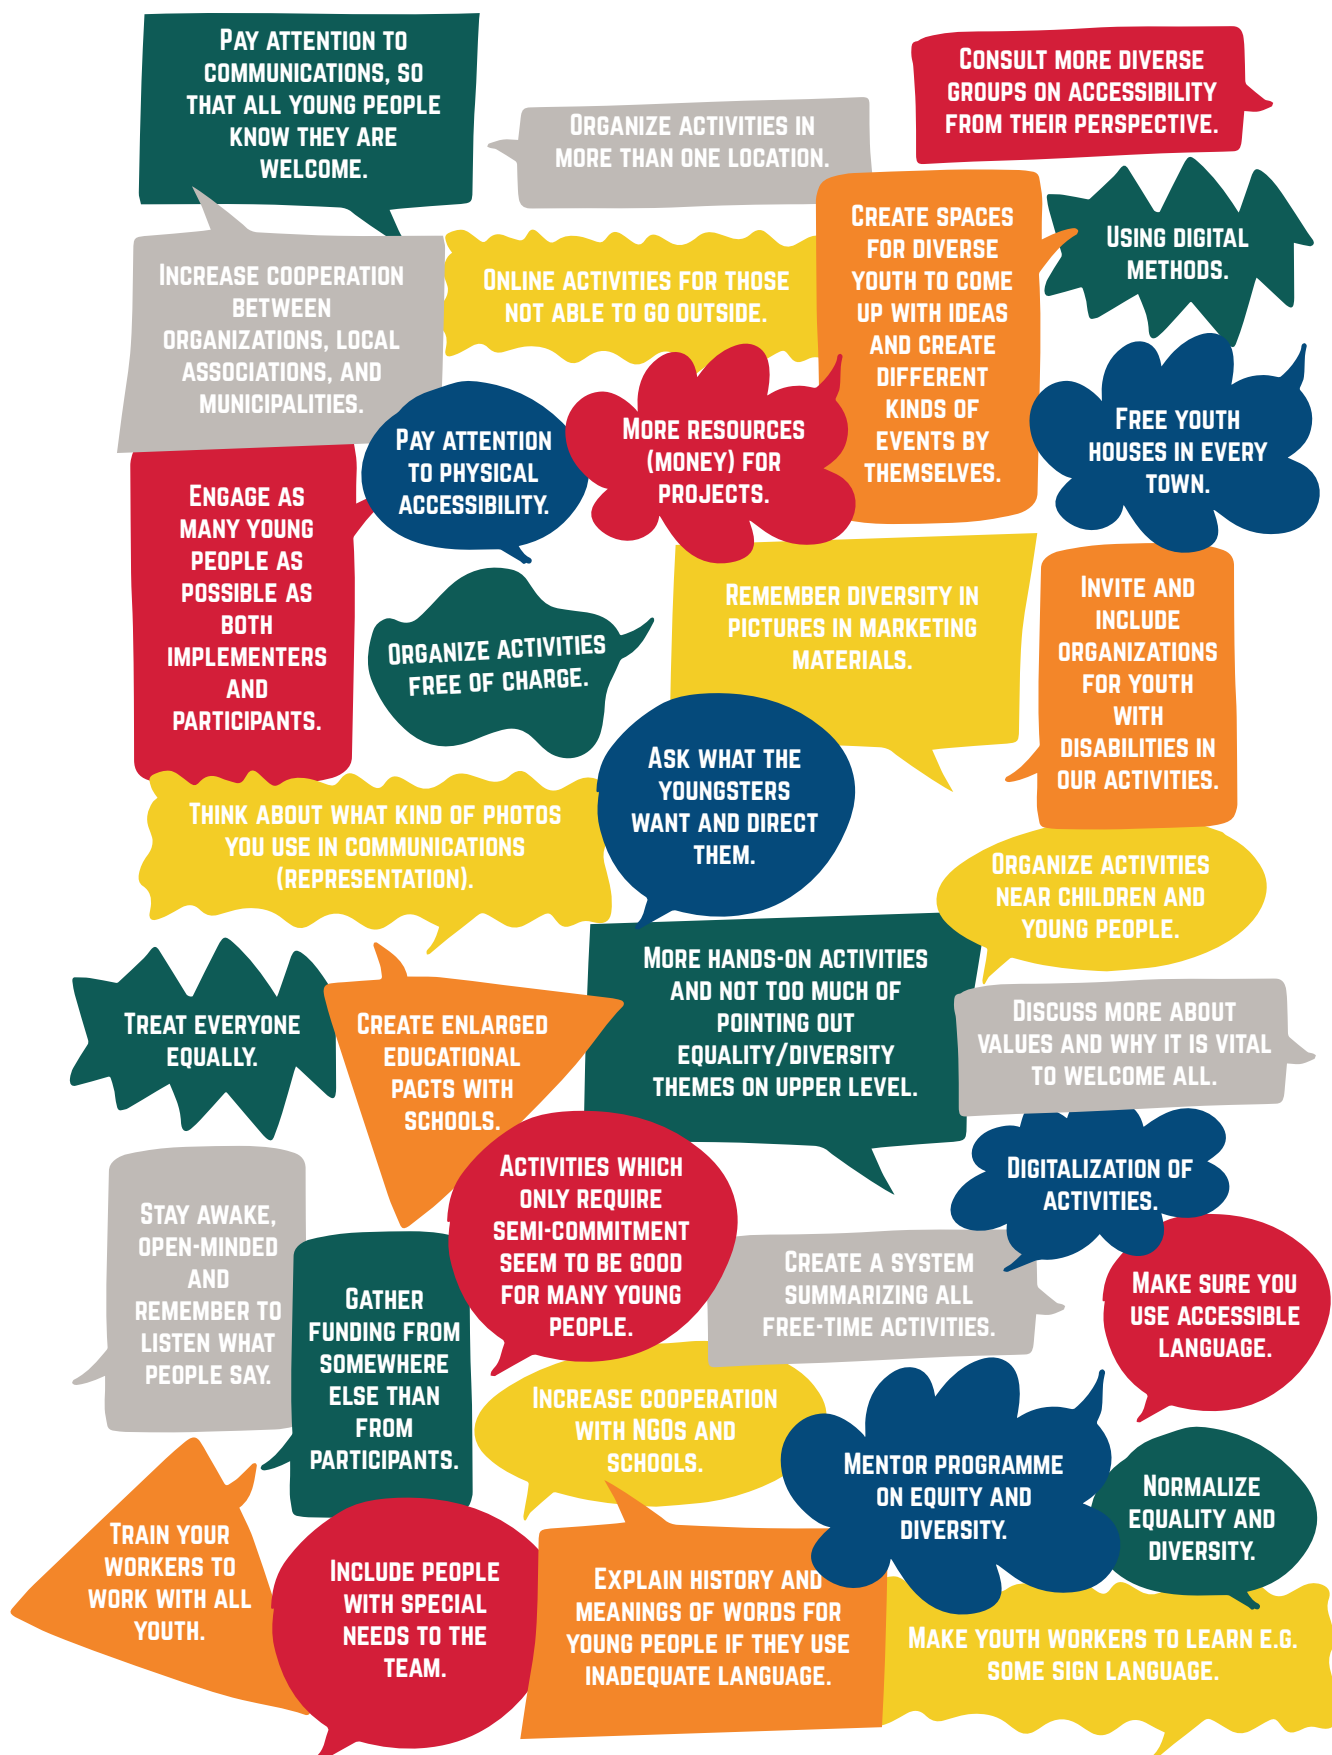 Pay attention to
communications, so
that all young people
know they are
welcome.
Organize activities in
more than one location.
Consult more diverse
groups on accessibility
from their perspective.
Increase cooperation
between
organizations, local
associations, and
municipalities.
Online activities for those
not able to go outside.
Create spaces
for diverse
youth to come
up with ideas
and create
different
kinds of
events by
themselves.
Using digital
methods.
Pay attention
to physical
accessibility.
More resources
(money) for
projects.
Free youth
houses in every
town.
Engage as
many young
people as
possible as
both
implementers
and
participants.
Organize activities
free of charge.
Remember diversity in
pictures in marketing
materials.
Invite and
include
organizations
for youth
with
disabilities in
our activities.
Ask what the
youngsters
want and direct
them.
Think about what kind of photos
you use in communications
(representation).
Organize activities
near children and
young people.
Treat everyone
equally.
Create enlarged
educational
pacts with
schools.
More hands-on activities
and not too much of
pointing out
equality/diversity
themes on upper level.
Discuss more about
values and why it is vital
to welcome all.
Stay awake,
open-minded
and
remember to
listen what
people say.
Gather
funding from
somewhere
else than
from
participants.
Activities which
only require
semi-commitment
seem to be good
for many young
people.
Digitalization of
activities.
Create a system
summarizing all
free-time activities.
Make sure you
use accessible
language.
Increase cooperation
with NGOs and
schools.
Mentor programme
on equity and
diversity.
Normalize
equality and
diversity.
Train your
workers to
work with all
youth.
Include people
with special
needs to the
team.
Explain history and
meanings of words for
young people if they use
inadequate language.
Make youth workers to learn e.g.
some sign language.